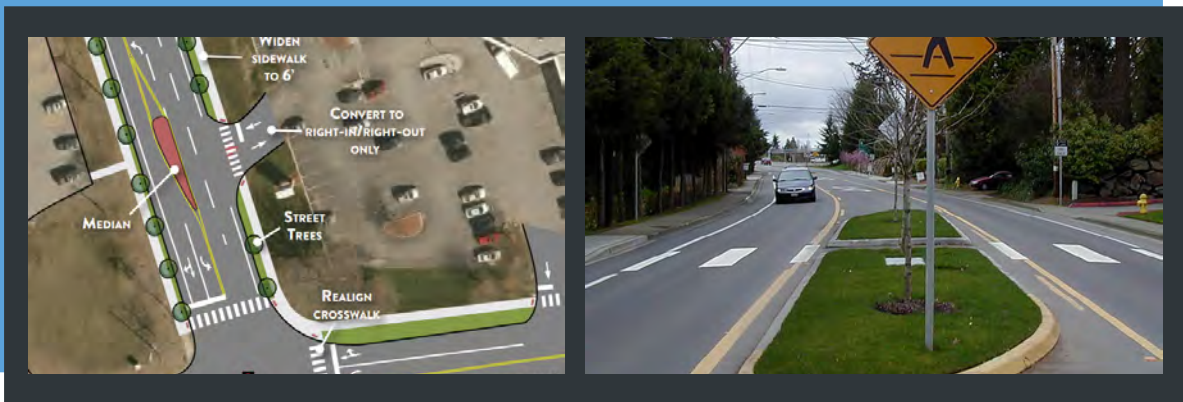 WIDEN
SIDEWALK
TO 6'
CONVERT TO
RIGHT-IN/RIGHT-OUT
ONLY
MEDIAN
STREET
TREES
REALIGN
CROSSWALK